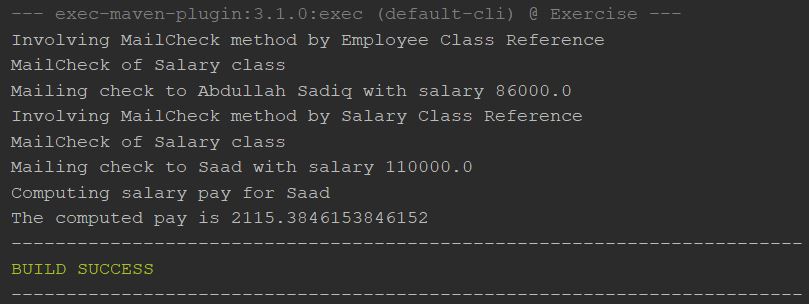 --- exec-maven-plugin:3.1.0:exec (default-cli) @ Exercise ---
Involving MailCheck method by Employee Class Reference
MailCheck of Salary class
Mailing check to Abdullah Sadiq with salary 86000.0
Involving MailCheck method by Salary Class Reference
MailCheck of Salary class
Mailing check to Saad with salary 110000.0
Computing salary pay for Saad
The computed pay is 2115.3846153846152
------------------------------------------------------------------------
BUILD SUCCESS
------------------------------------------------------------------------